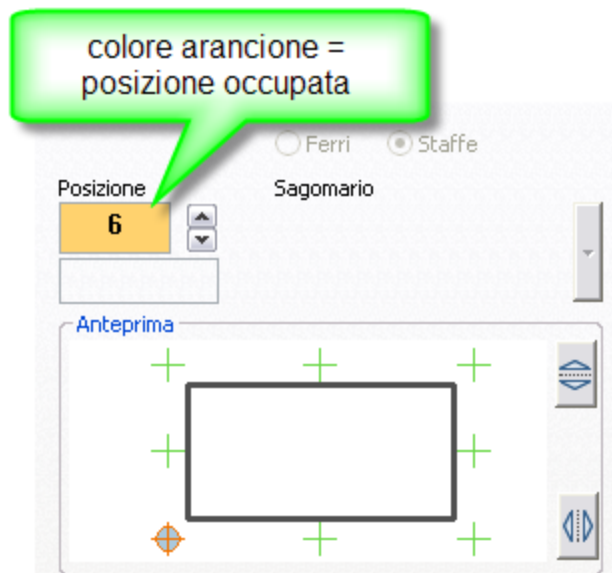 colore arancione =
posizione occupata
Ferri Staffe
Posizione Sagomario
6
Anteprima